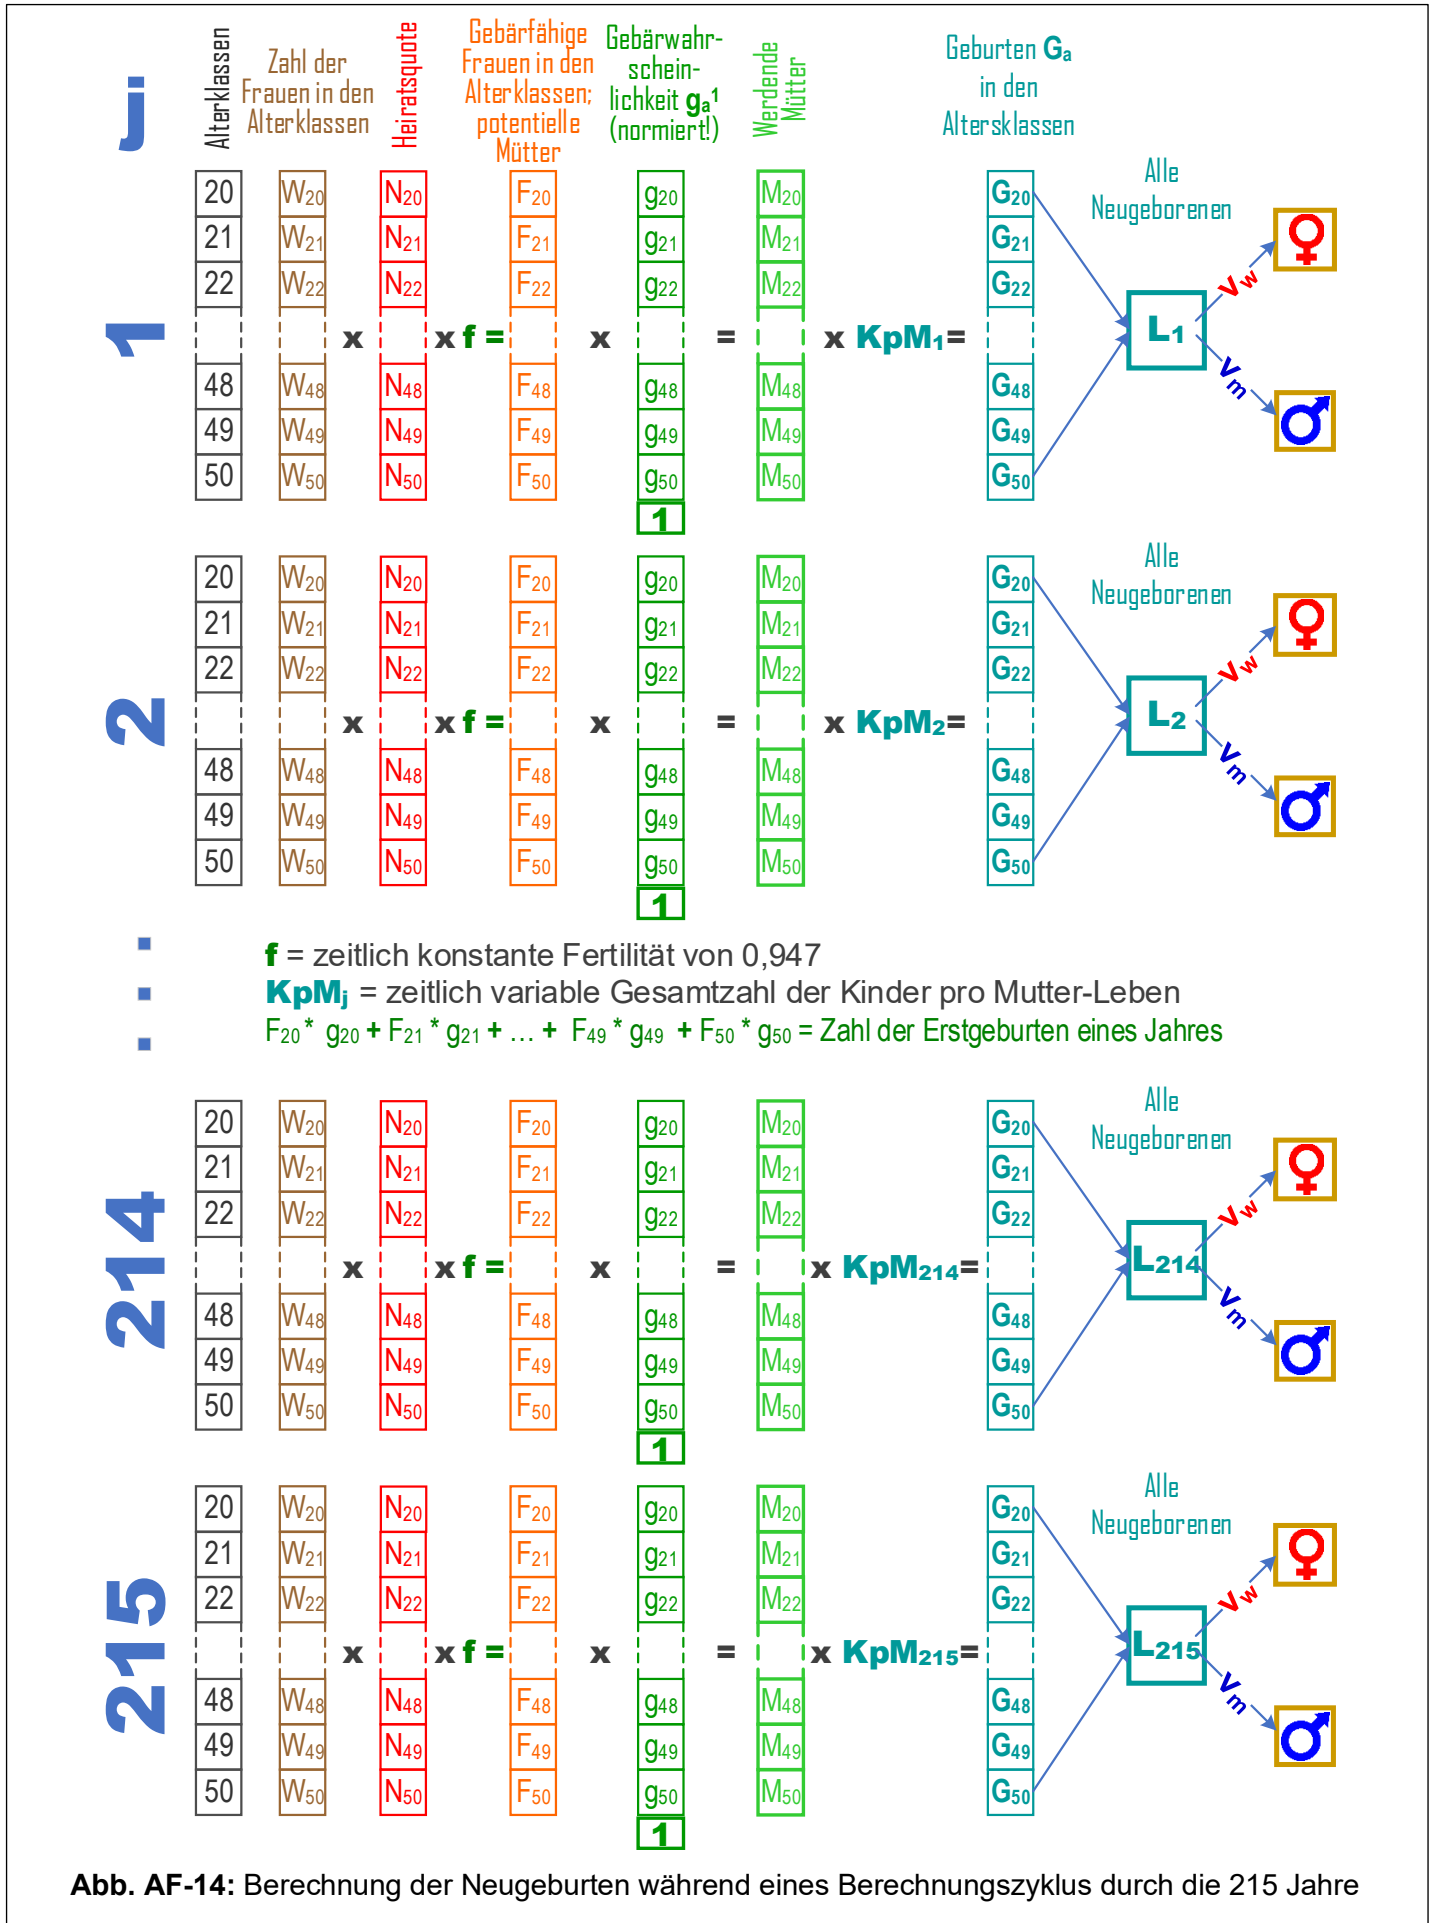 j
Alterklassen
Zahl der
Frauen in den
Alterklassen
Heiratsquote
Gebärfähige
Frauen in den
Alterklassen;
potentielle
Mütter
Gebärwahr-
schein-
lichkeit gₐ¹
(normiert!)
Werdende
Mütter
Geburten Gₐ
in den
Altersklassen
Alle
Neugeborenen
1
20 W20 N20 F20 g20 M20 G20
21 W21 N21 F21 g21 M21 G21
22 W22 N22 F22 g22 M22 G22
x x f = x = x KpM1= L1 Vw Vm
48 W48 N48 F48 g48 M48 G48
49 W49 N49 F49 g49 M49 G49
50 W50 N50 F50 g50 M50 G50
1
Alle
Neugeborenen
2
20 W20 N20 F20 g20 M20 G20
21 W21 N21 F21 g21 M21 G21
22 W22 N22 F22 g22 M22 G22
x x f = x = x KpM2= L2 Vw Vm
48 W48 N48 F48 g48 M48 G48
49 W49 N49 F49 g49 M49 G49
50 W50 N50 F50 g50 M50 G50
1
f = zeitlich konstante Fertilität von 0,947
KpMj = zeitlich variable Gesamtzahl der Kinder pro Mutter-Leben
F20 * g20 + F21 * g21 + ... + F49 * g49 + F50 * g50 = Zahl der Erstgeburten eines Jahres
Alle
Neugeborenen
214
20 W20 N20 F20 g20 M20 G20
21 W21 N21 F21 g21 M21 G21
22 W22 N22 F22 g22 M22 G22
x x f = x = x KpM214= L214 Vw Vm
48 W48 N48 F48 g48 M48 G48
49 W49 N49 F49 g49 M49 G49
50 W50 N50 F50 g50 M50 G50
1
Alle
Neugeborenen
215
20 W20 N20 F20 g20 M20 G20
21 W21 N21 F21 g21 M21 G21
22 W22 N22 F22 g22 M22 G22
x x f = x = x KpM215= L215 Vw Vm
48 W48 N48 F48 g48 M48 G48
49 W49 N49 F49 g49 M49 G49
50 W50 N50 F50 g50 M50 G50
1
Abb. AF-14: Berechnung der Neugeburten während eines Berechnungszyklus durch die 215 Jahre